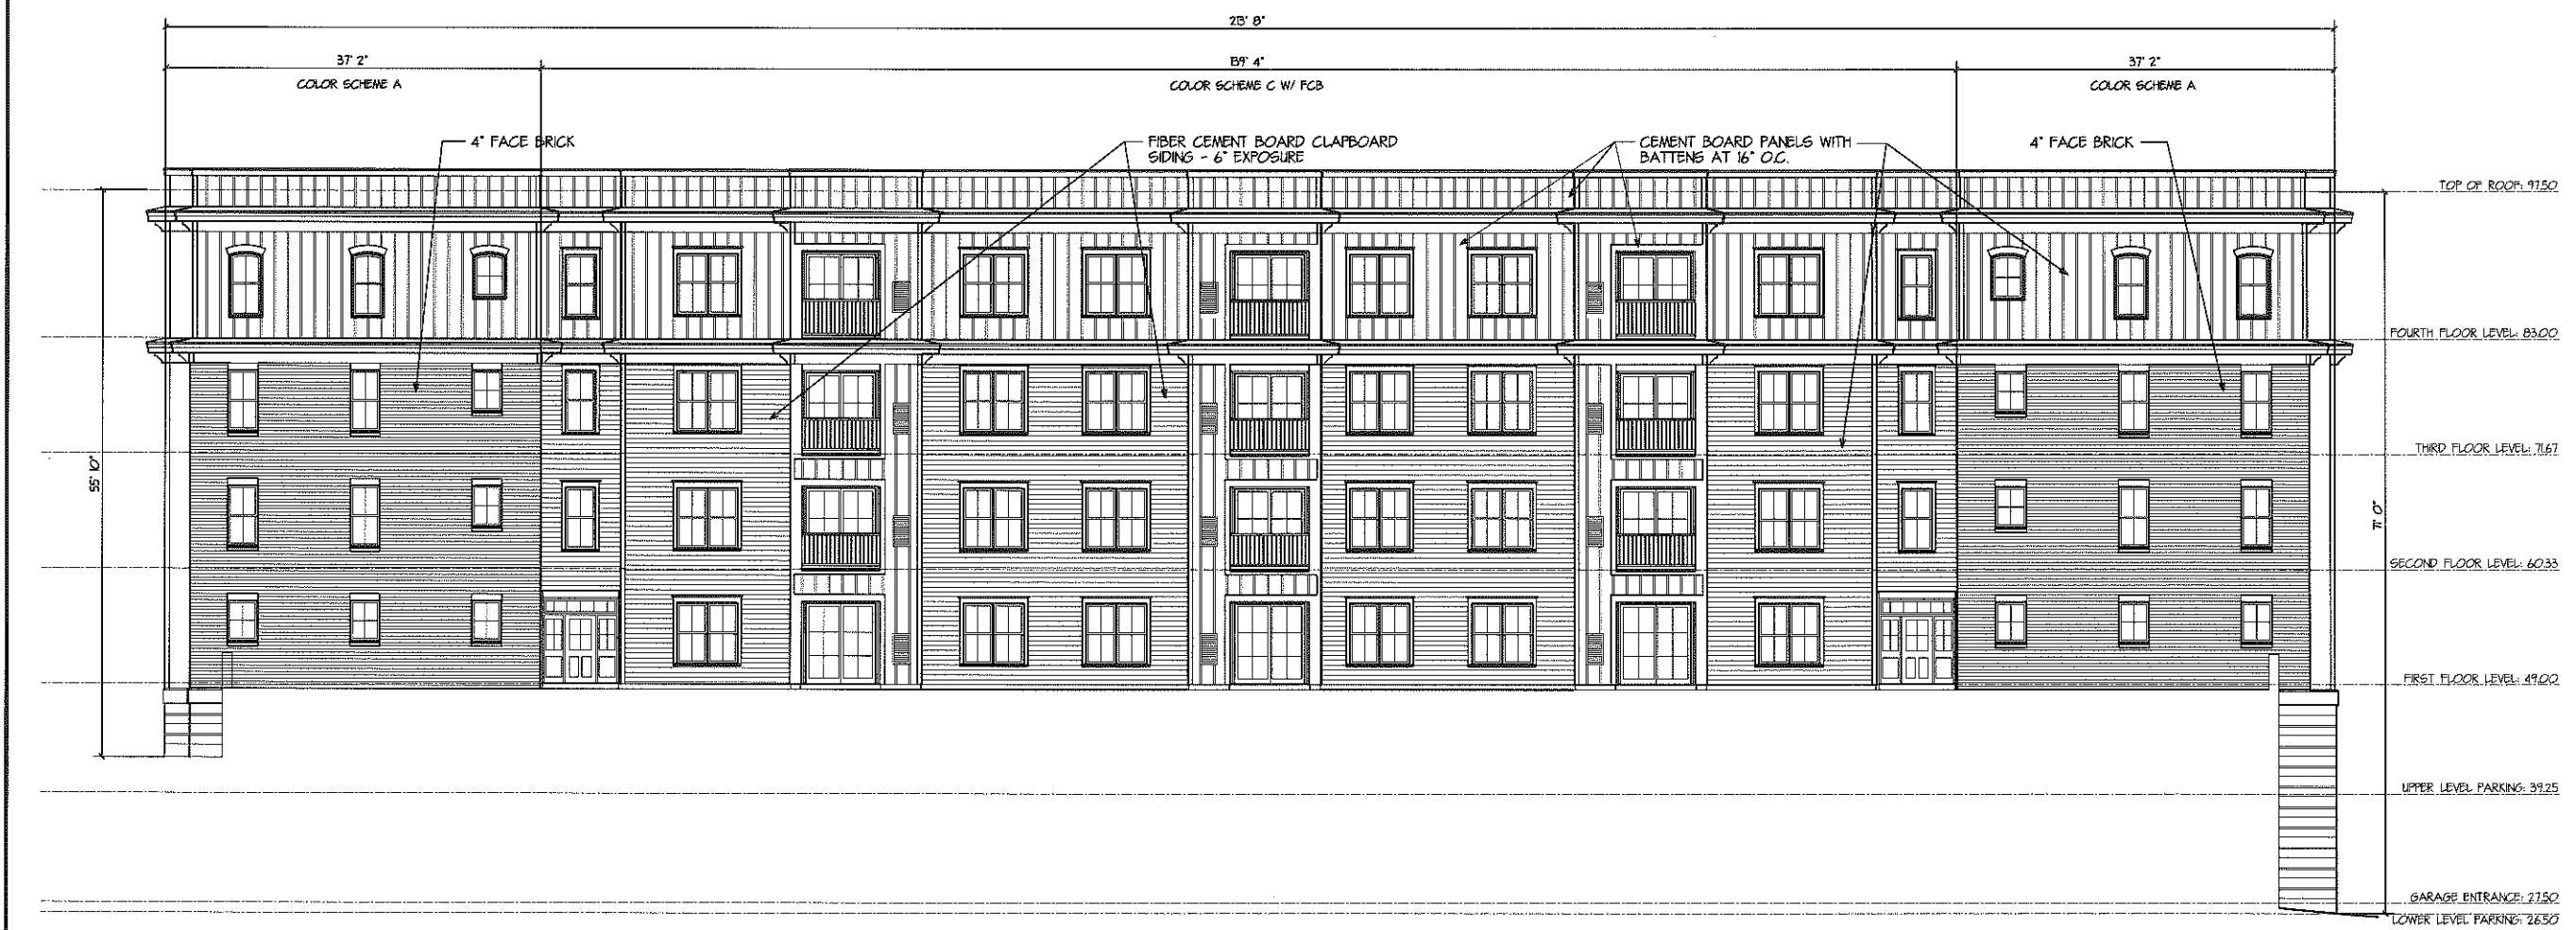 213' 8"
37' 2"
139' 4"
37' 2"
COLOR SCHEME A
COLOR SCHEME C W/ FCB
COLOR SCHEME A
4" FACE BRICK
FIBER CEMENT BOARD CLAPBOARD
SIDING - 6" EXPOSURE
CEMENT BOARD PANELS WITH
BATTENS AT 16" O.C.
4" FACE BRICK
TOP OF ROOF: 97.50
FOURTH FLOOR LEVEL: 83.00
THIRD FLOOR LEVEL: 71.67
55' 10"
71' 0"
SECOND FLOOR LEVEL: 60.33
FIRST FLOOR LEVEL: 49.00
UPPER LEVEL PARKING: 39.25
GARAGE ENTRANCE: 27.50
LOWER LEVEL PARKING: 26.50